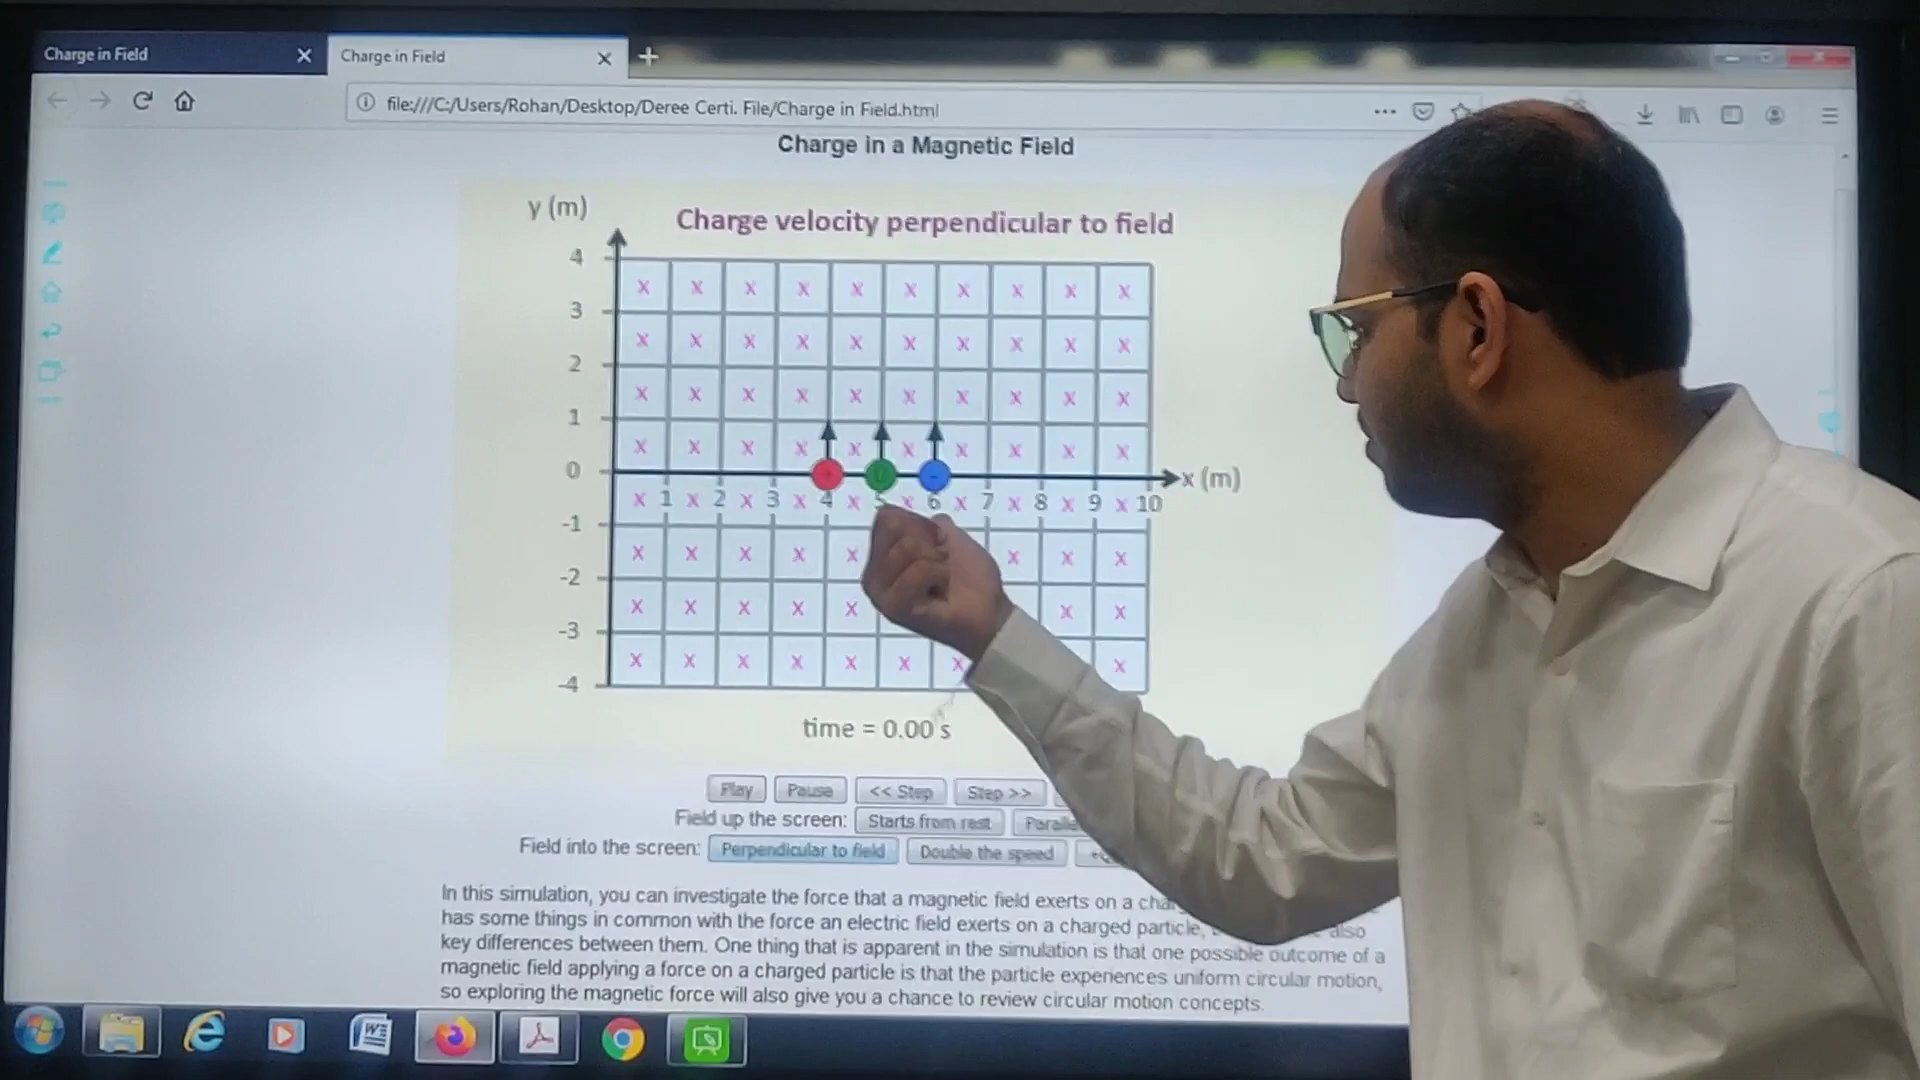 Charge in Field
Charge in Field
file:///C:/Users/Rohan/Desktop/Deree Certi. File/Charge in Field.html
Charge in a Magnetic Field
y (m)
Charge velocity perpendicular to field
4
x x x x x x x x x x
3
x x x x x x x x x x
2
x x x x x x x x x x
1
x x x x x x x x x x
0
x (m)
x 1 x 2 x 3 x 4 x 5 x 6 x 7 x 8 x 9 x 10
-1
x x x x x x x x
-2
x x x x x x x
-3
x x x x x x x x
-4
time = 0.00 s
Play Pause << Step Step >>
Field up the screen: Starts from rest
Field into the screen: Perpendicular to field Double the speed
In this simulation, you can investigate the force that a magnetic field exerts on a
has some things in common with the force an electric field exerts on a charged particle, also
key differences between them. One thing that is apparent in the simulation is that one possible outcome of a
magnetic field applying a force on a charged particle is that the particle experiences uniform circular motion,
so exploring the magnetic force will also give you a chance to review circular motion concepts.